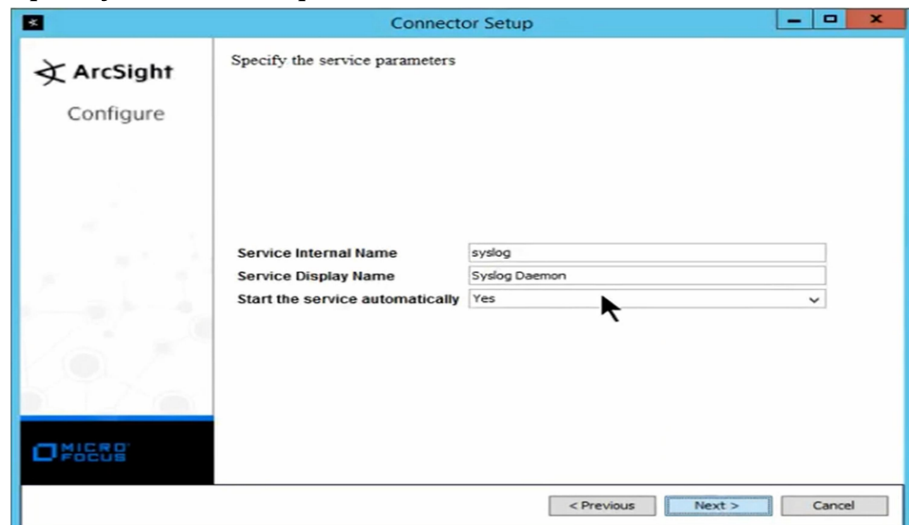 Connector Setup
ArcSight
Configure
Specify the service parameters
Service Internal Name syslog
Service Display Name Syslog Daemon
Start the service automatically Yes
MICRO
FOCUS
< Previous Next > Cancel